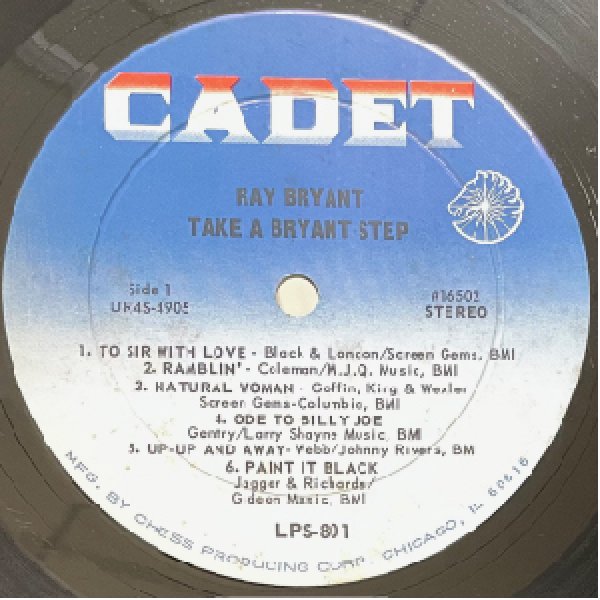 CADET
RAY BRYANT
TAKE A BRYANT STEP
Side 1
#16502
STEREO
1. TO SIR WITH LOVE - Black & London/Screen Gems, BMI
2. RAMBLIN' - Coleman/M.J.Q. Music, BMI
3. NATURAL WOMAN - Goffin, King & Wexler
Screen Gems-Columbia, BMI
4. ODE TO BILLY JOE
Gentry/Larry Shayne Music, BMI
5. UP-UP AND AWAY - Webb/Johnny Rivers, BM
6. PAINT IT BLACK
Jagger & Richards/
Gideon Music, BMI
LPS-801
MFG. BY CHESS PRODUCING CORP. CHICAGO, IL 60616